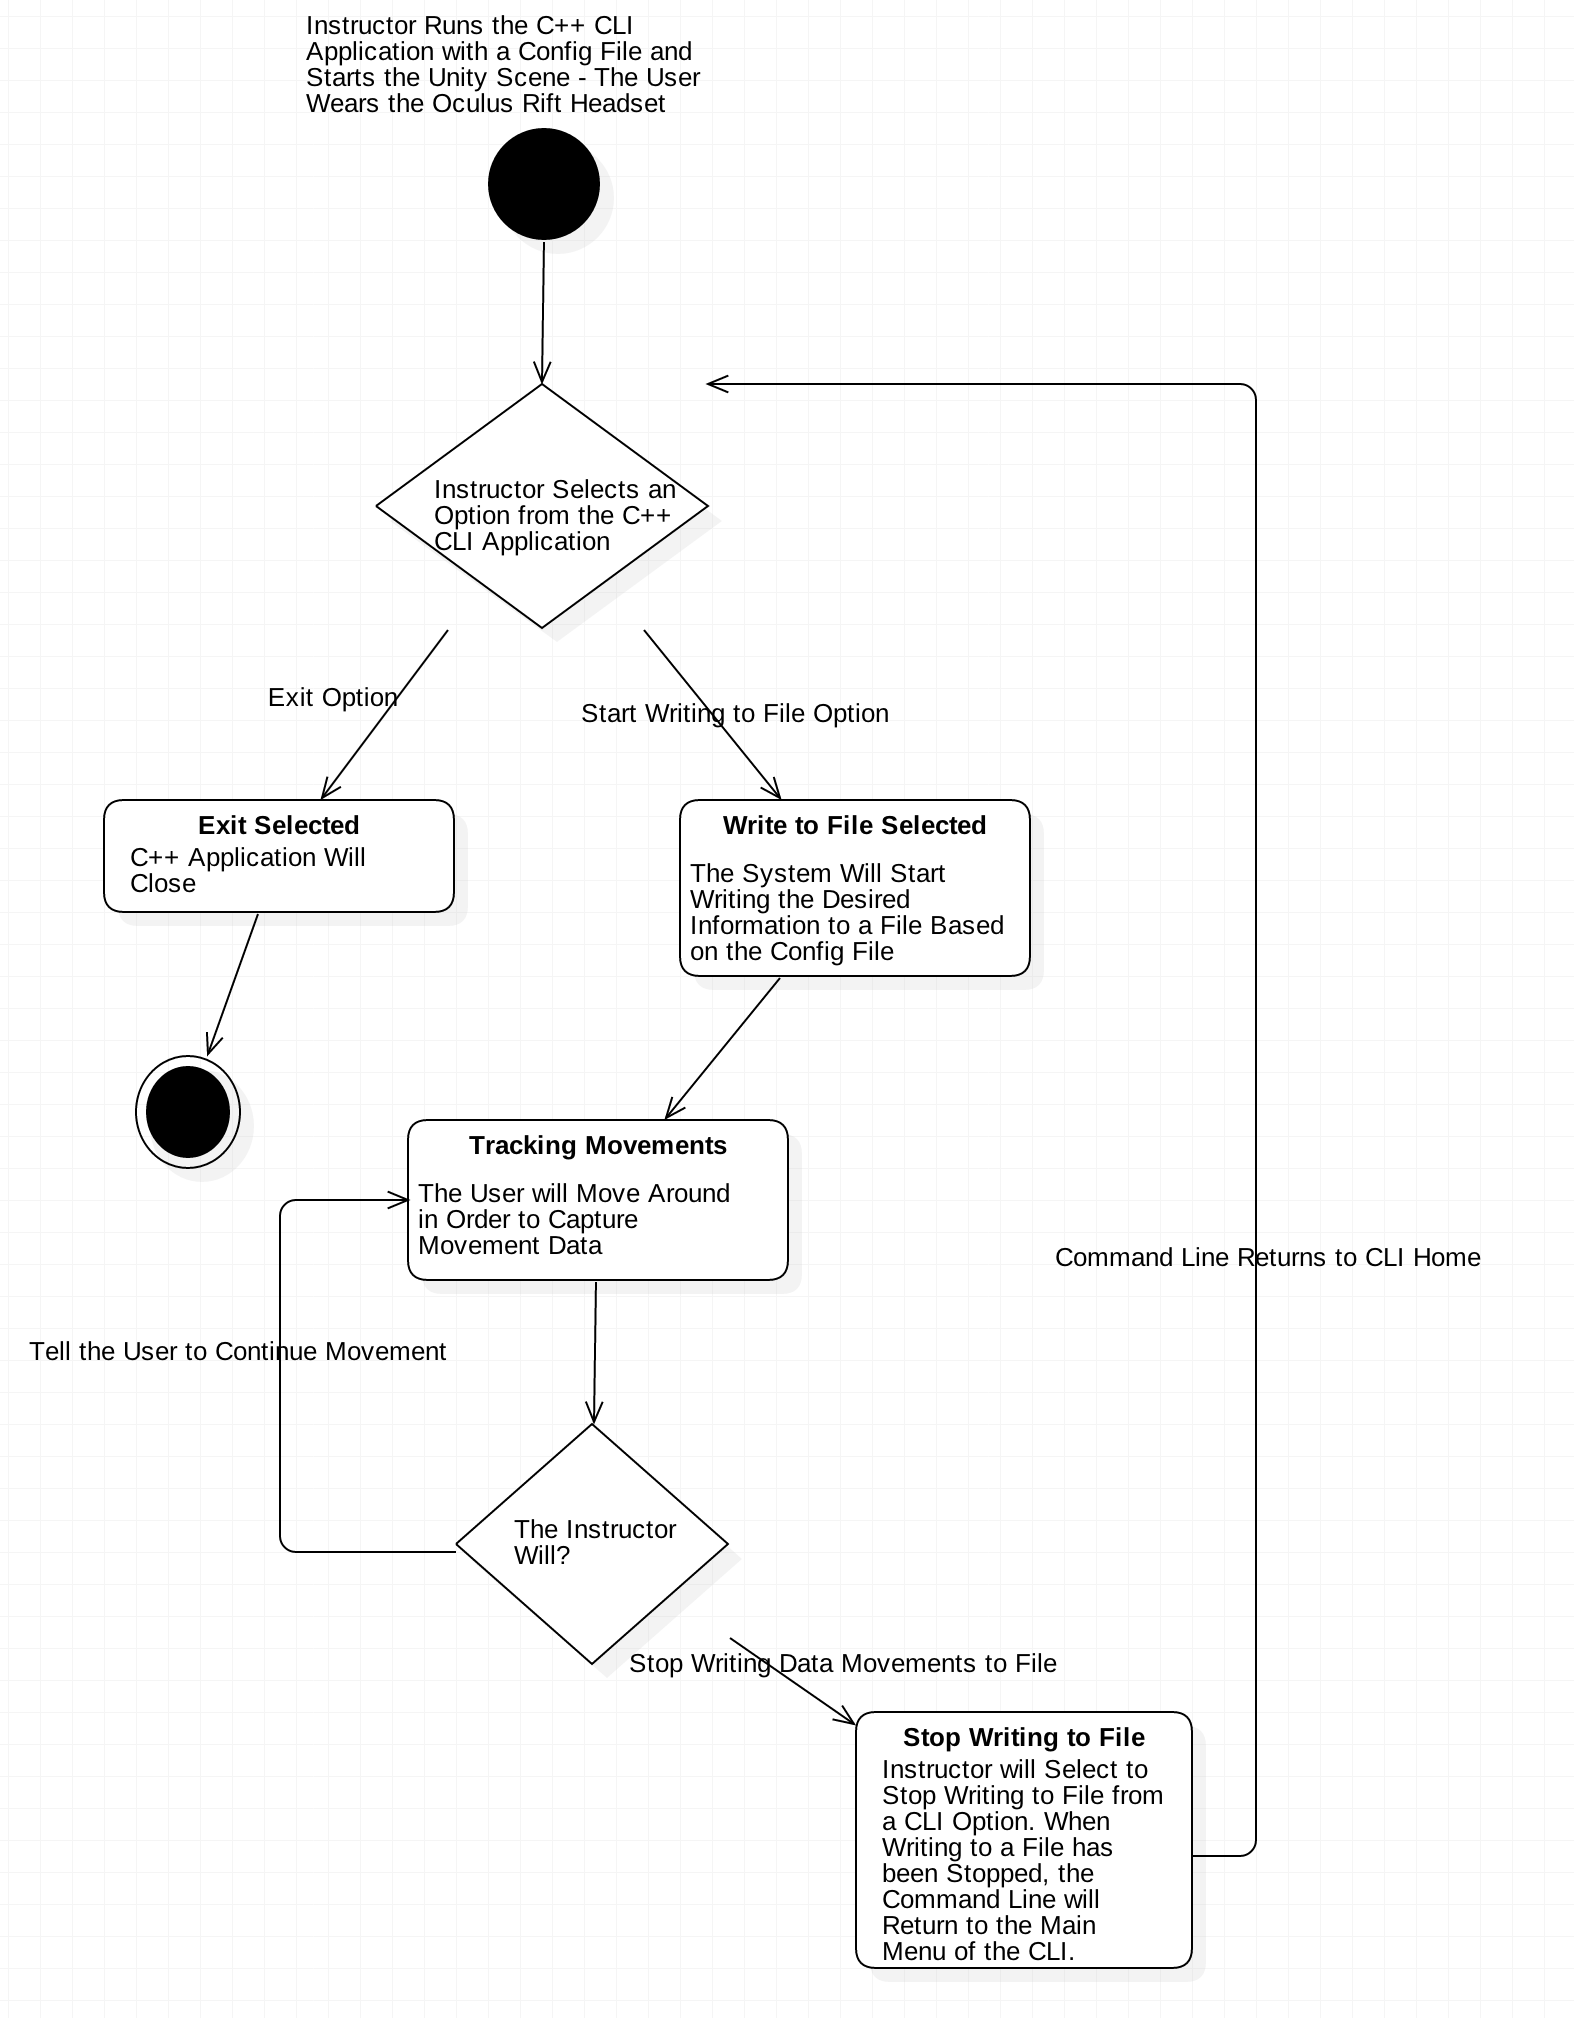 Instructor Runs the C++ CLI
Application with a Config File and
Starts the Unity Scene - The User
Wears the Oculus Rift Headset
Instructor Selects an
Option from the C++
CLI Application
Exit Option
Start Writing to File Option
Exit Selected
C++ Application Will
Close
Write to File Selected
The System Will Start
Writing the Desired
Information to a File Based
on the Config File
Tracking Movements
The User will Move Around
in Order to Capture
Movement Data
Command Line Returns to CLI Home
Tell the User to Continue Movement
The Instructor
Will?
Stop Writing Data Movements to File
Stop Writing to File
Instructor will Select to
Stop Writing to File from
a CLI Option. When
Writing to a File has
been Stopped, the
Command Line will
Return to the Main
Menu of the CLI.